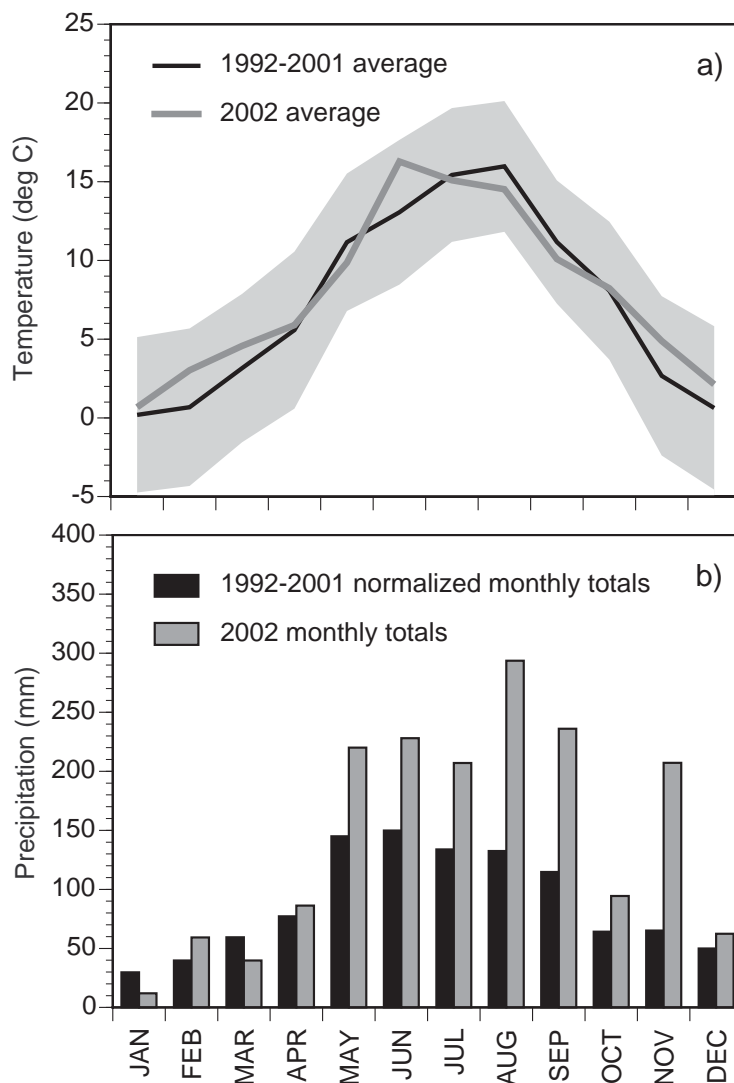 25
20
15
10
5
0
-5
Temperature (deg C)
1992-2001 average
2002 average
a)
400
350
300
250
200
150
100
50
0
Precipitation (mm)
1992-2001 normalized monthly totals
2002 monthly totals
b)
JAN
FEB
MAR
APR
MAY
JUN
JUL
AUG
SEP
OCT
NOV
DEC